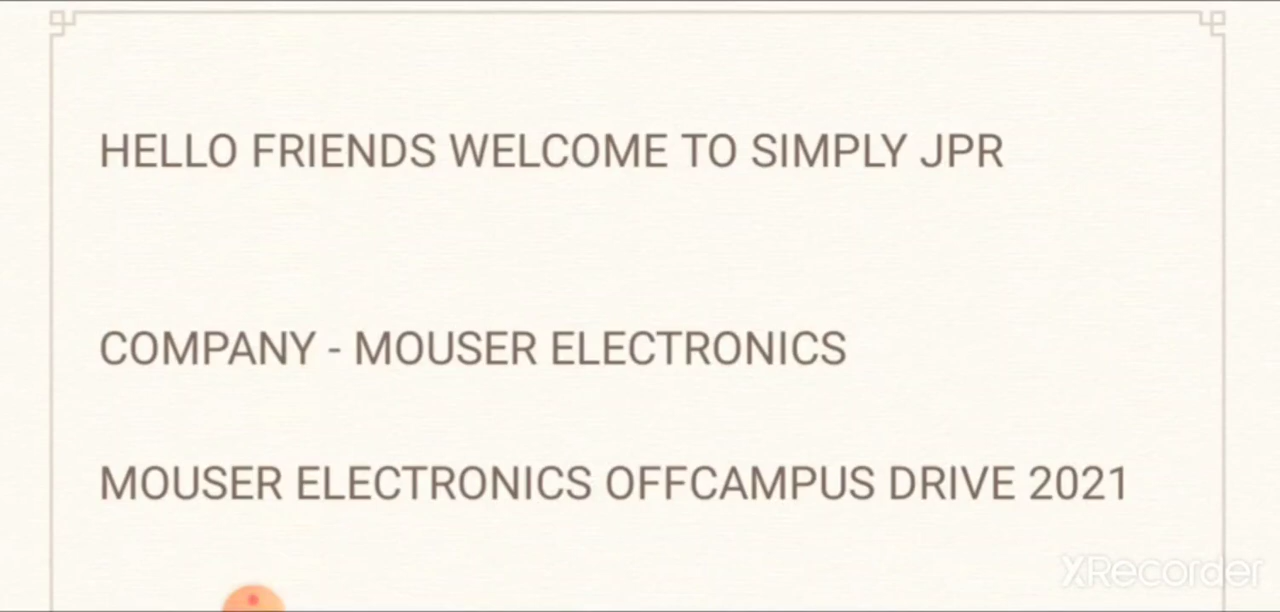 HELLO FRIENDS WELCOME TO SIMPLY JPR
COMPANY - MOUSER ELECTRONICS
MOUSER ELECTRONICS OFFCAMPUS DRIVE 2021
XRecorder